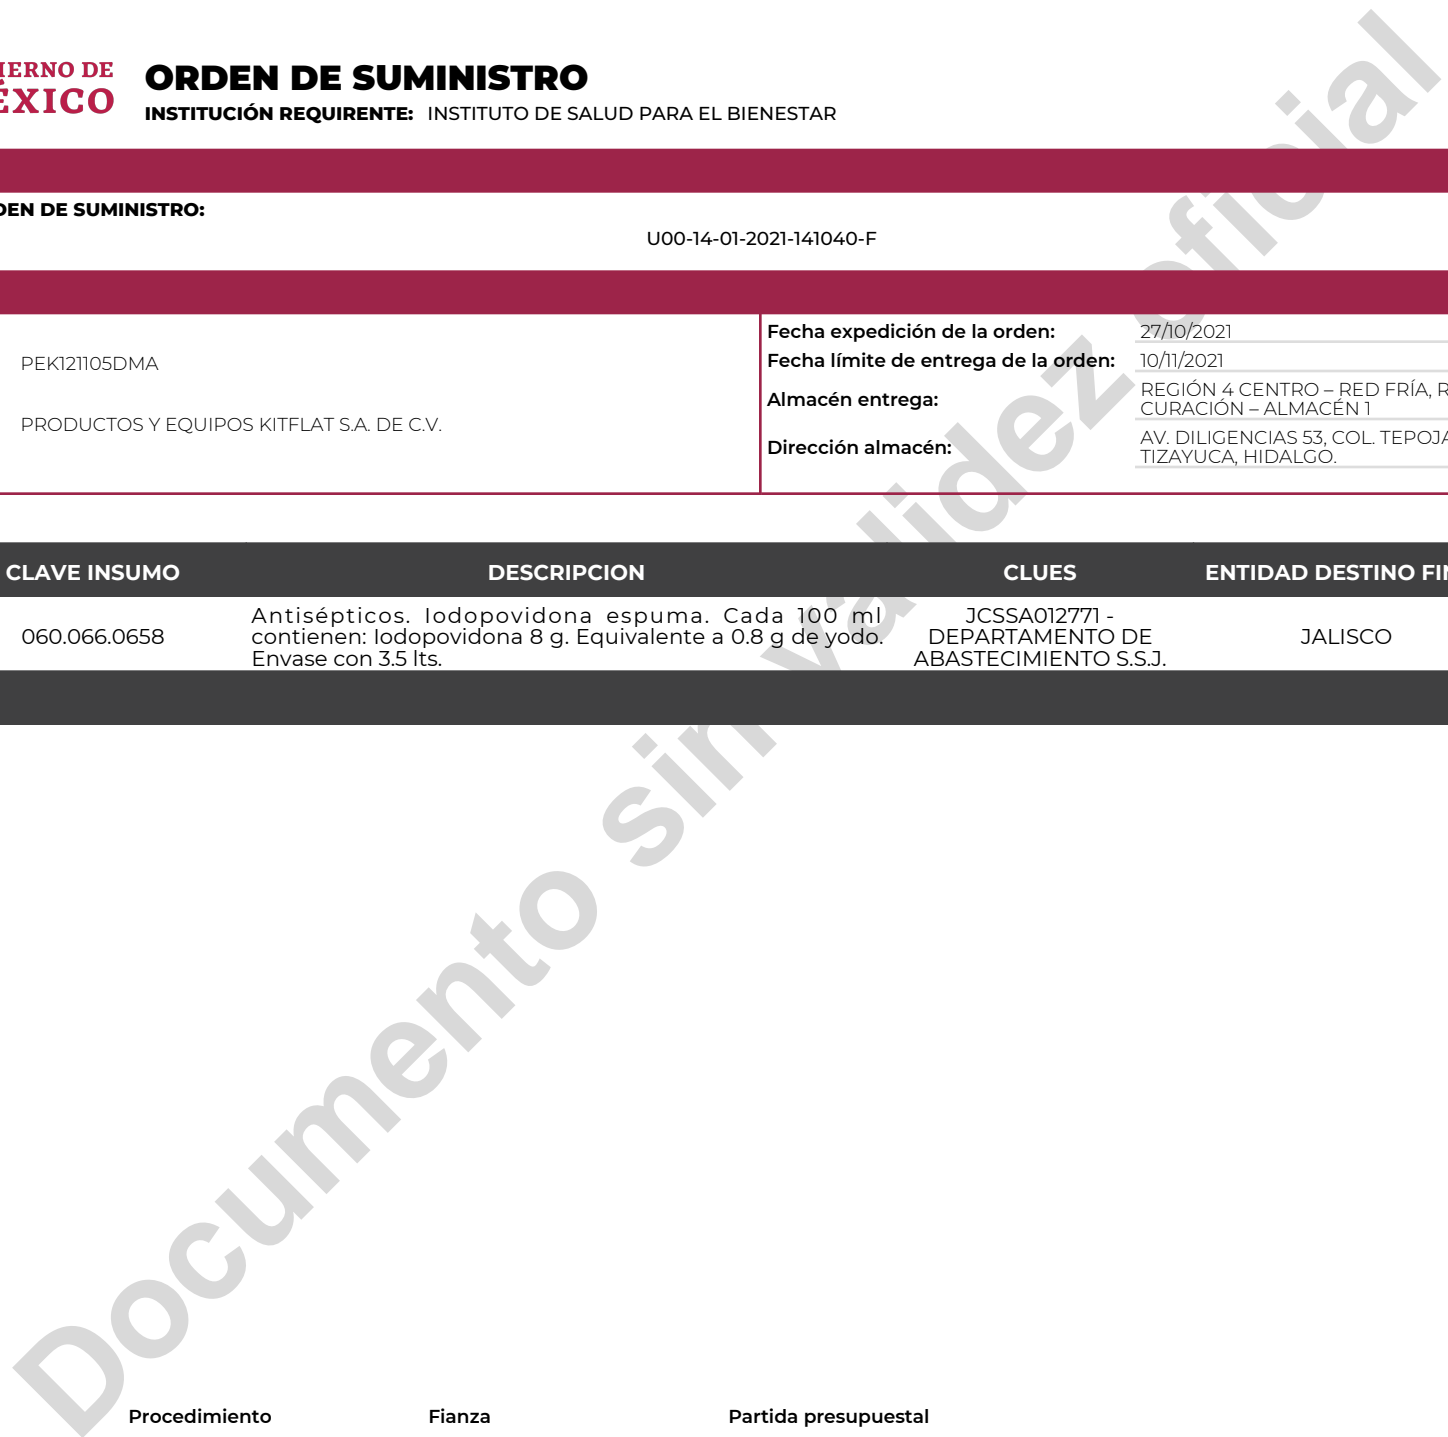 IERNO DE
ÉXICO
ORDEN DE SUMINISTRO
INSTITUCIÓN REQUIRENTE: INSTITUTO DE SALUD PARA EL BIENESTAR
DEN DE SUMINISTRO:
U00-14-01-2021-141040-F
PEK121105DMA
PRODUCTOS Y EQUIPOS KITFLAT S.A. DE C.V.
Fecha expedición de la orden: 27/10/2021
Fecha límite de entrega de la orden: 10/11/2021
Almacén entrega: REGIÓN 4 CENTRO – RED FRÍA, R
CURACIÓN – ALMACÉN 1
Dirección almacén: AV. DILIGENCIAS 53, COL. TEPOJA
TIZAYUCA, HIDALGO.
CLAVE INSUMO DESCRIPCION CLUES ENTIDAD DESTINO FIN
060.066.0658
Antisépticos. Iodopovidona espuma. Cada 100 ml
contienen: Iodopovidona 8 g. Equivalente a 0.8 g de yodo.
Envase con 3.5 lts.
JCSSA012771 -
DEPARTAMENTO DE
ABASTECIMIENTO S.S.J.
JALISCO
Documento sin validez oficial
Procedimiento Fianza Partida presupuestal